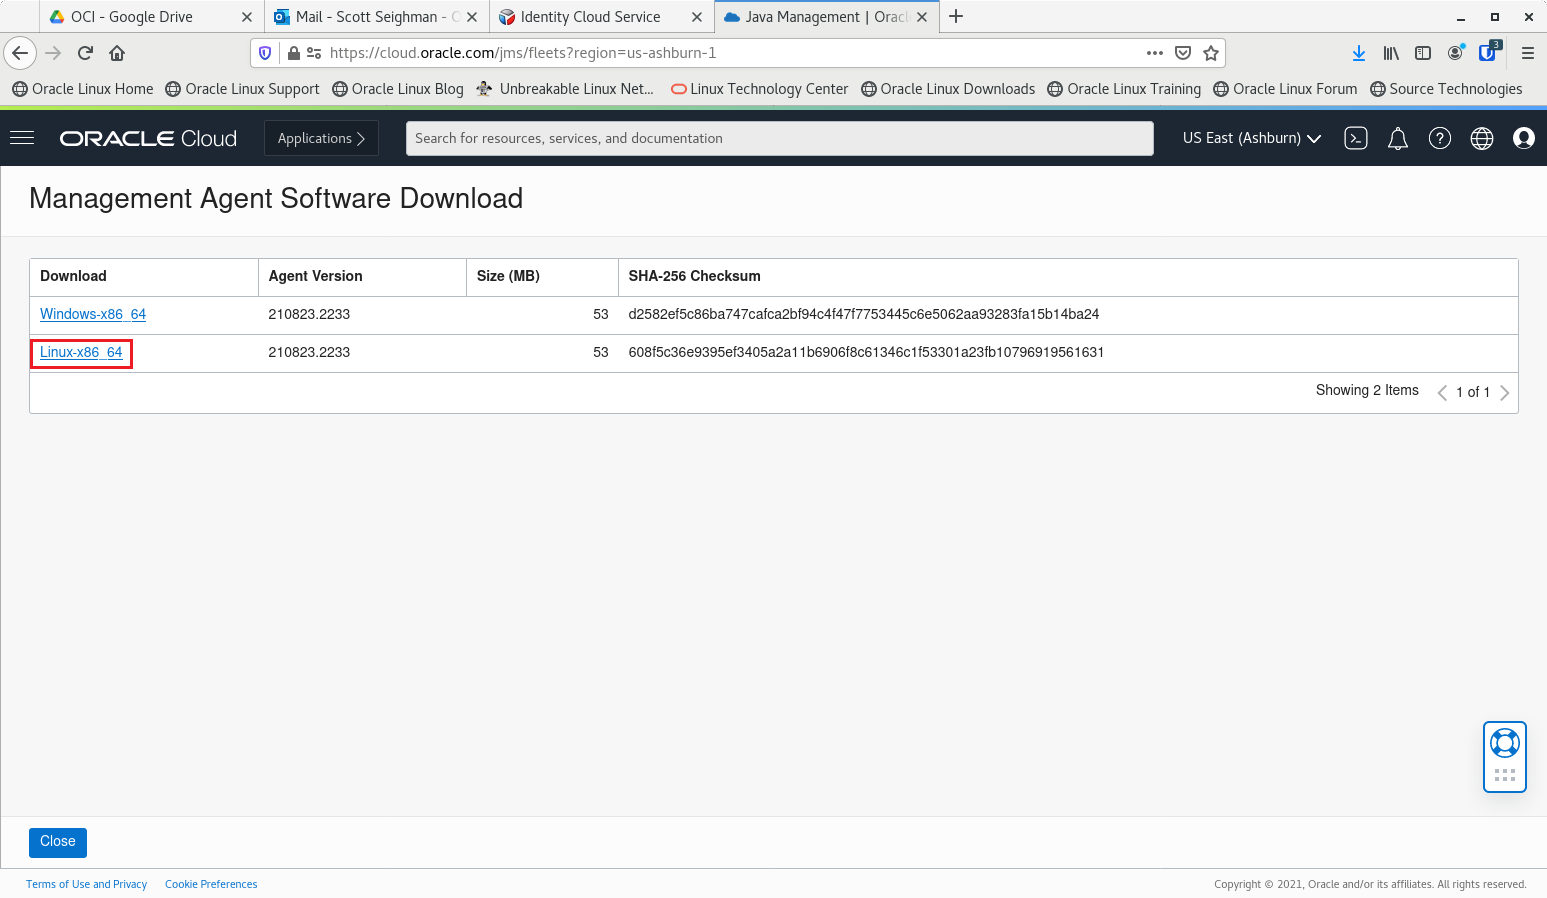 OCI - Google Drive
Mail - Scott Seighman -
Identity Cloud Service
Java Management | Oracl
https://cloud.oracle.com/jms/fleets?region=us-ashburn-1
3
Oracle Linux Home
Oracle Linux Support
Oracle Linux Blog
Unbreakable Linux Net...
Linux Technology Center
Oracle Linux Downloads
Oracle Linux Training
Oracle Linux Forum
Source Technologies
ORACLE Cloud
Applications
Search for resources, services, and documentation
US East (Ashburn)
Management Agent Software Download
Download Agent Version Size (MB) SHA-256 Checksum
Windows-x86_64 210823.2233 53 d2582ef5c86ba747cafca2bf94c4f47f7753445c6e5062aa93283fa15b14ba24
Linux-x86_64 210823.2233 53 608f5c36e9395ef3405a2a11b6906f8c61346c1f53301a23fb10796919561631
Showing 2 Items 1 of 1
Close
Terms of Use and Privacy
Cookie Preferences
Copyright © 2021, Oracle and/or its affiliates. All rights reserved.